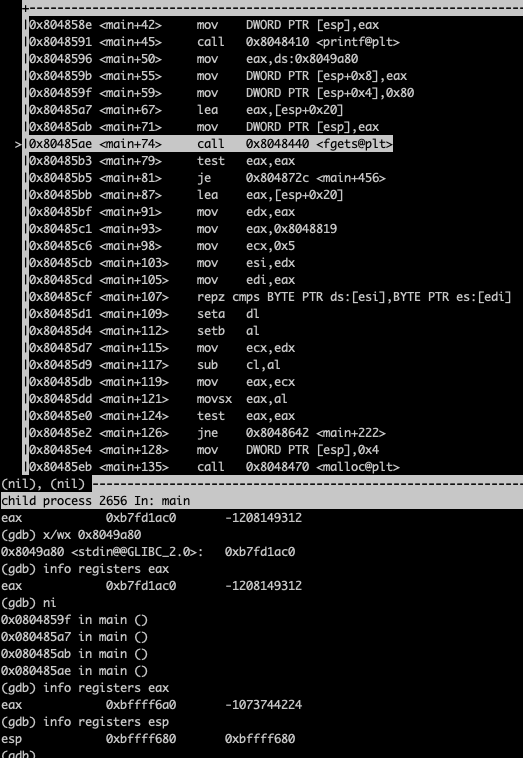 0x804858e <main+42> mov DWORD PTR [esp],eax
0x8048591 <main+45> call 0x8048410 <printf@plt>
0x8048596 <main+50> mov eax,ds:0x8049a80
0x804859b <main+55> mov DWORD PTR [esp+0x8],eax
0x804859f <main+59> mov DWORD PTR [esp+0x4],0x80
0x80485a7 <main+67> lea eax,[esp+0x20]
0x80485ab <main+71> mov DWORD PTR [esp],eax
>0x80485ae <main+74> call 0x8048440 <fgets@plt>
0x80485b3 <main+79> test eax,eax
0x80485b5 <main+81> je 0x804872c <main+456>
0x80485bb <main+87> lea eax,[esp+0x20]
0x80485bf <main+91> mov edx,eax
0x80485c1 <main+93> mov eax,0x8048819
0x80485c6 <main+98> mov ecx,0x5
0x80485cb <main+103> mov esi,edx
0x80485cd <main+105> mov edi,eax
0x80485cf <main+107> repz cmps BYTE PTR ds:[esi],BYTE PTR es:[edi]
0x80485d1 <main+109> seta dl
0x80485d4 <main+112> setb al
0x80485d7 <main+115> mov ecx,edx
0x80485d9 <main+117> sub cl,al
0x80485db <main+119> mov eax,ecx
0x80485dd <main+121> movsx eax,al
0x80485e0 <main+124> test eax,eax
0x80485e2 <main+126> jne 0x8048642 <main+222>
0x80485e4 <main+128> mov DWORD PTR [esp],0x4
0x80485eb <main+135> call 0x8048470 <malloc@plt>
(nil), (nil)
child process 2656 In: main
eax 0xb7fd1ac0 -1208149312
(gdb) x/wx 0x8049a80
0x8049a80 <stdin@@GLIBC_2.0>: 0xb7fd1ac0
(gdb) info registers eax
eax 0xb7fd1ac0 -1208149312
(gdb) ni
0x0804859f in main ()
0x080485a7 in main ()
0x080485ab in main ()
0x080485ae in main ()
(gdb) info registers eax
eax 0xbffff6a0 -1073744224
(gdb) info registers esp
esp 0xbffff680 0xbffff680
(gdb)